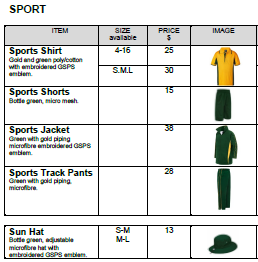 SPORT
ITEM SIZE available PRICE $ IMAGE
Sports Shirt 4-16 25
Gold and green poly/cotton
with embroidered GSPS
emblem.
S.M.L 30
Sports Shorts 15
Bottle green, micro mesh.
Sports Jacket 38
Green with gold piping
microfibre embroidered GSPS
emblem.
Sports Track Pants 28
Green with gold piping,
microfibre.
Sun Hat S-M 13
Bottle green, adjustable M-L
microfibre hat with
embroidered GSPS emblem.